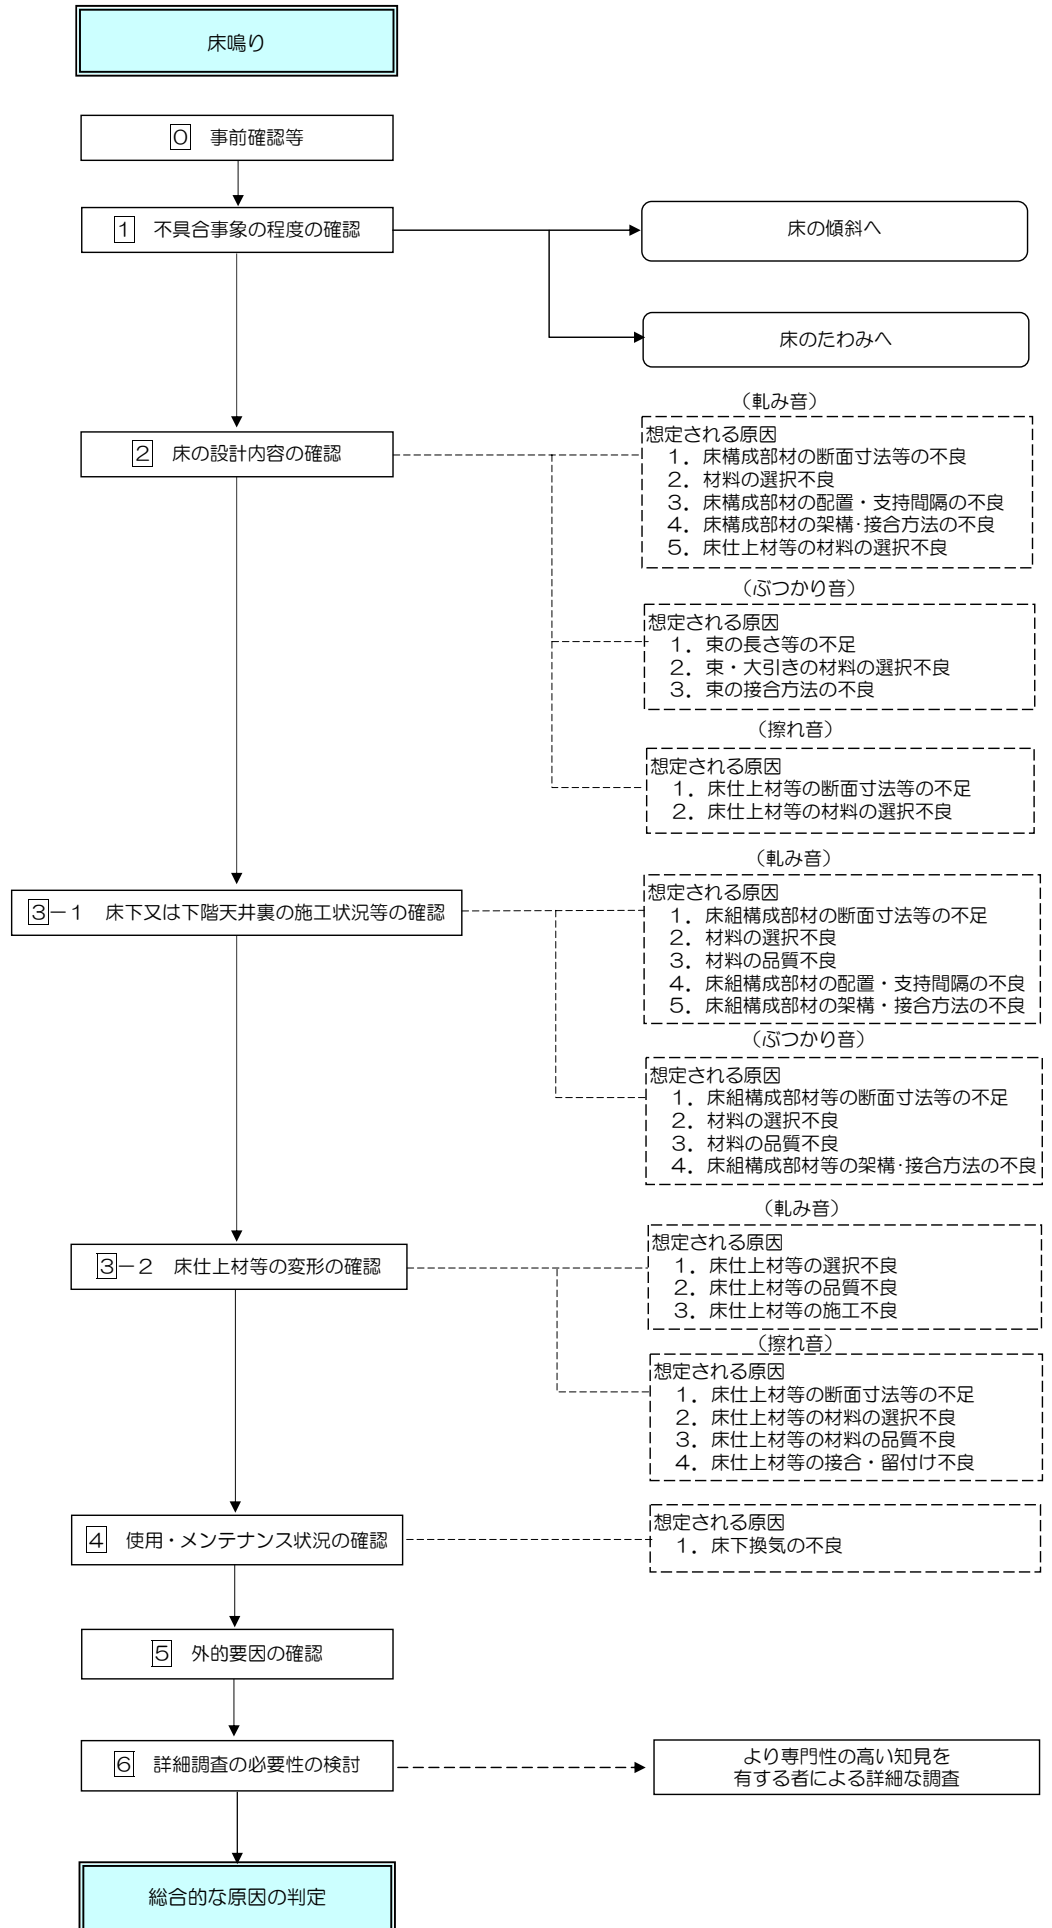 床鳴り
0 事前確認等
1 不具合事象の程度の確認
床の傾斜へ
床のたわみへ
2 床の設計内容の確認
（軋み音）
想定される原因
1．床構成部材の断面寸法等の不良
2．材料の選択不良
3．床構成部材の配置・支持間隔の不良
4．床構成部材の架構･接合方法の不良
5．床仕上材等の材料の選択不良
（ぶつかり音）
想定される原因
1．束の長さ等の不足
2．束・大引きの材料の選択不良
3．束の接合方法の不良
（擦れ音）
想定される原因
1．床仕上材等の断面寸法等の不足
2．床仕上材等の材料の選択不良
3－1 床下又は下階天井裏の施工状況等の確認
（軋み音）
想定される原因
1．床組構成部材の断面寸法等の不足
2．材料の選択不良
3．材料の品質不良
4．床組構成部材の配置・支持間隔の不良
5．床組構成部材の架構・接合方法の不良
（ぶつかり音）
想定される原因
1．床組構成部材等の断面寸法等の不足
2．材料の選択不良
3．材料の品質不良
4．床組構成部材等の架構･接合方法の不良
3－2 床仕上材等の変形の確認
（軋み音）
想定される原因
1．床仕上材等の選択不良
2．床仕上材等の品質不良
3．床仕上材等の施工不良
（擦れ音）
想定される原因
1．床仕上材等の断面寸法等の不足
2．床仕上材等の材料の選択不良
3．床仕上材等の材料の品質不良
4．床仕上材等の接合・留付け不良
4 使用・メンテナンス状況の確認
想定される原因
1．床下換気の不良
5 外的要因の確認
6 詳細調査の必要性の検討
より専門性の高い知見を
有する者による詳細な調査
総合的な原因の判定